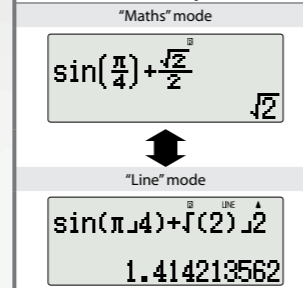 “Maths” mode
R
sin(π/4)+√2/2
√2
“Line” mode
R LINE ▲
sin(π⌟4)+√(2)⌟2
1.414213562